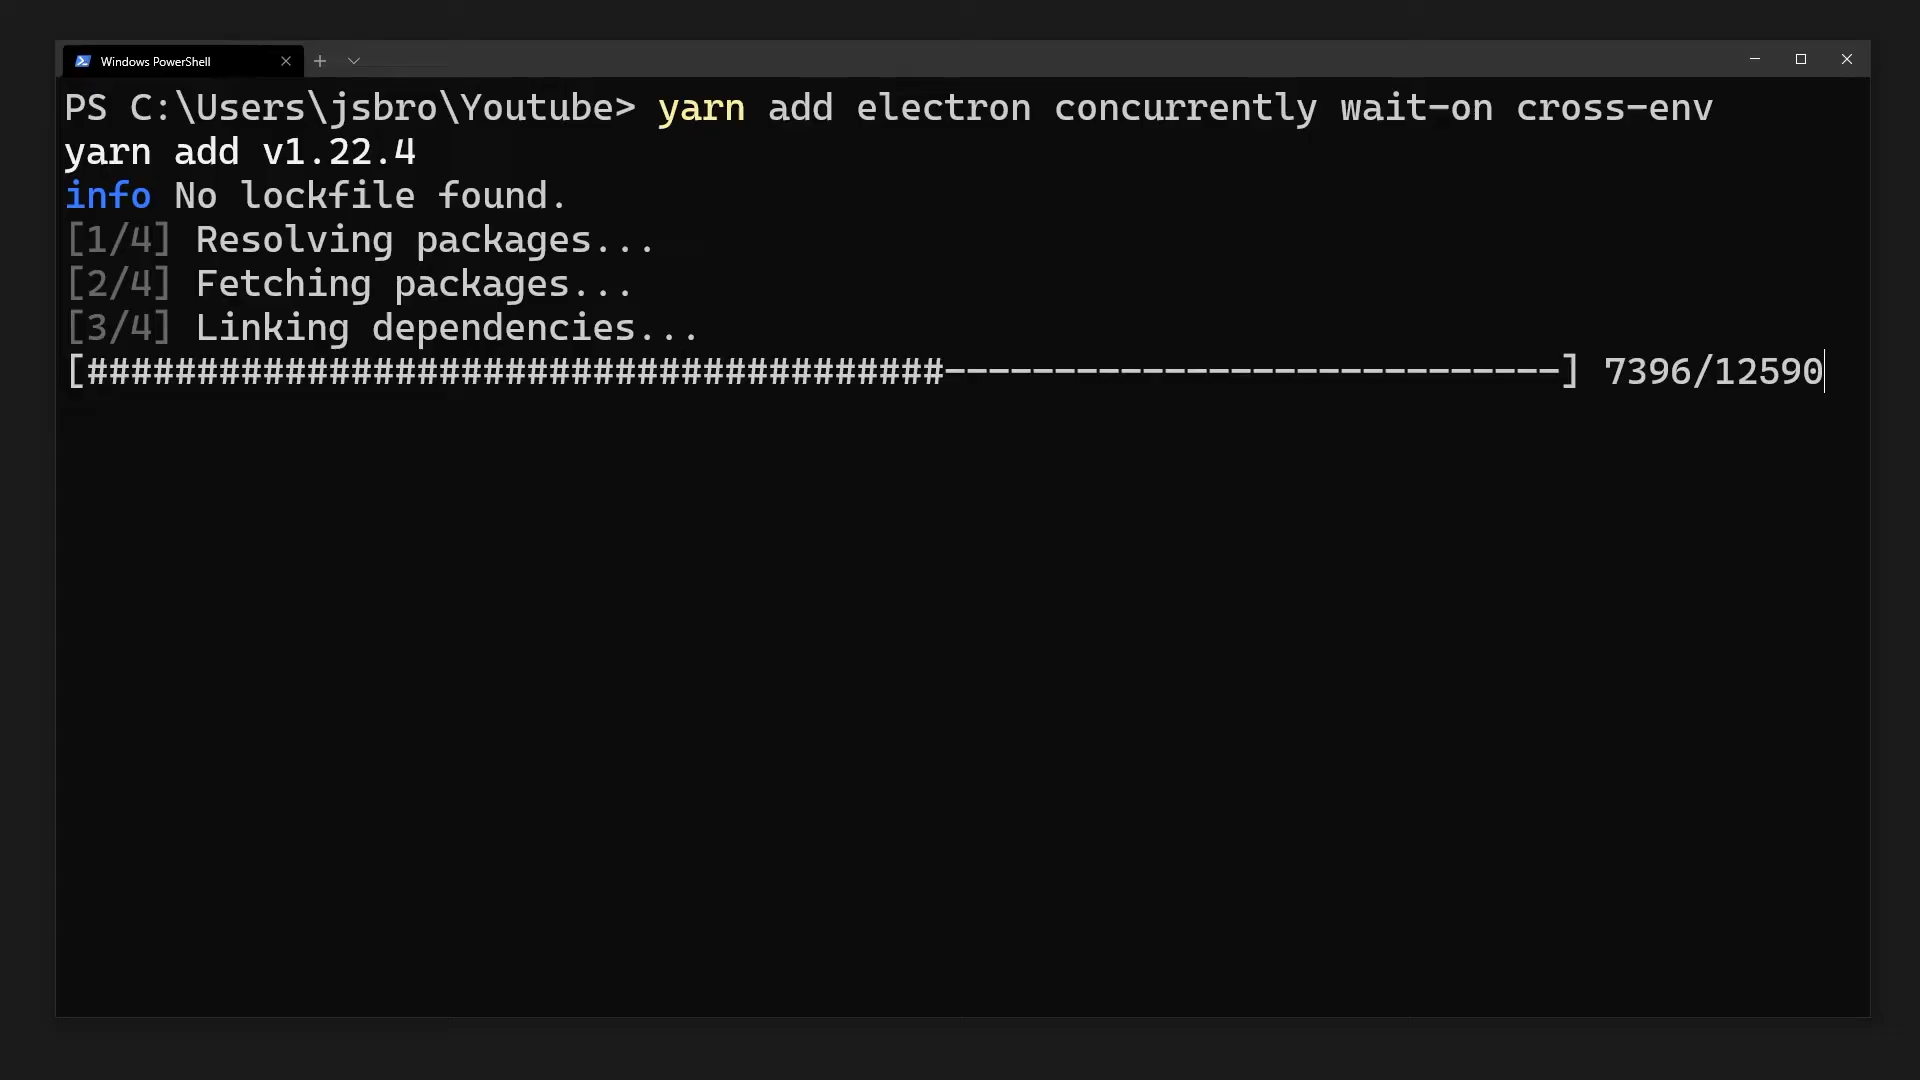 Windows PowerShell
PS C:\Users\jsbro\Youtube> yarn add electron concurrently wait-on cross-env
yarn add v1.22.4
info No lockfile found.
[1/4] Resolving packages...
[2/4] Fetching packages...
[3/4] Linking dependencies...
[#######################################----------------------------] 7396/12590